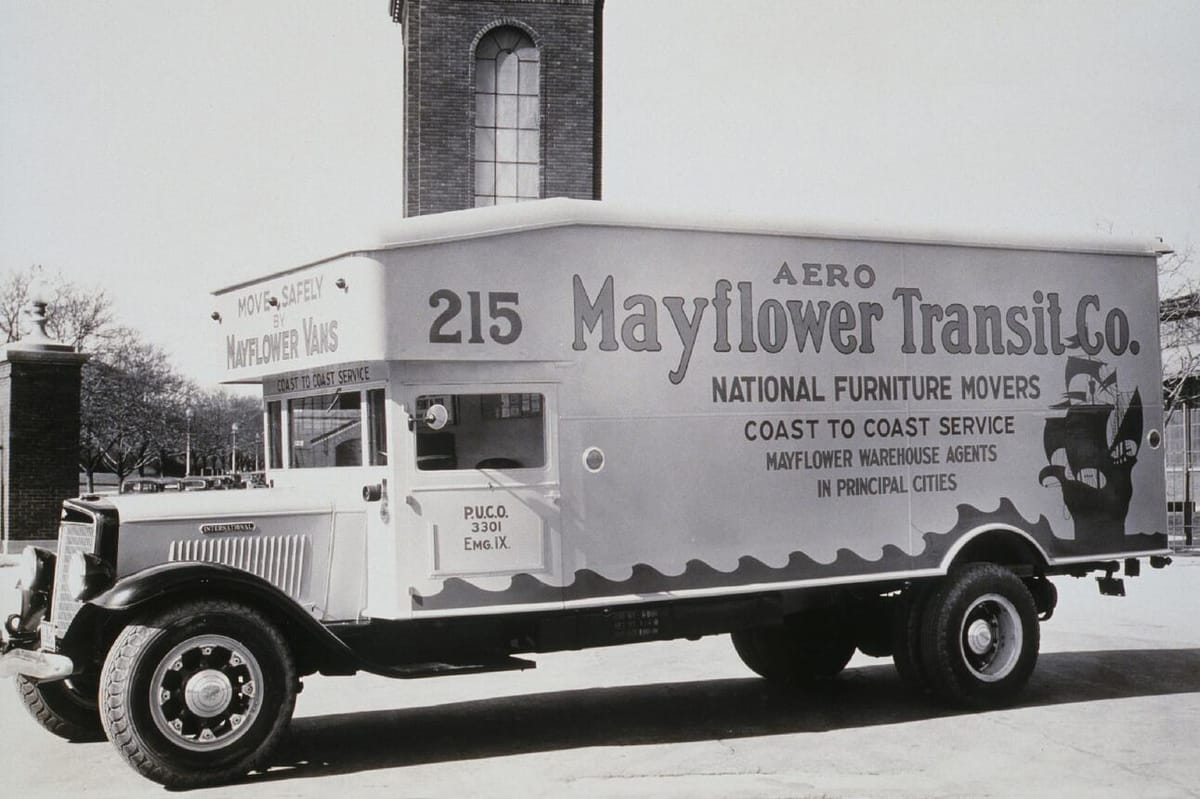 MOVE SAFELY
BY
MAYFLOWER VANS
COAST TO COAST SERVICE
215
AERO
Mayflower Transit Co.
NATIONAL FURNITURE MOVERS
COAST TO COAST SERVICE
MAYFLOWER WAREHOUSE AGENTS
IN PRINCIPAL CITIES
P.U.C.O.
3301
EMG. IX.
INTERNATIONAL